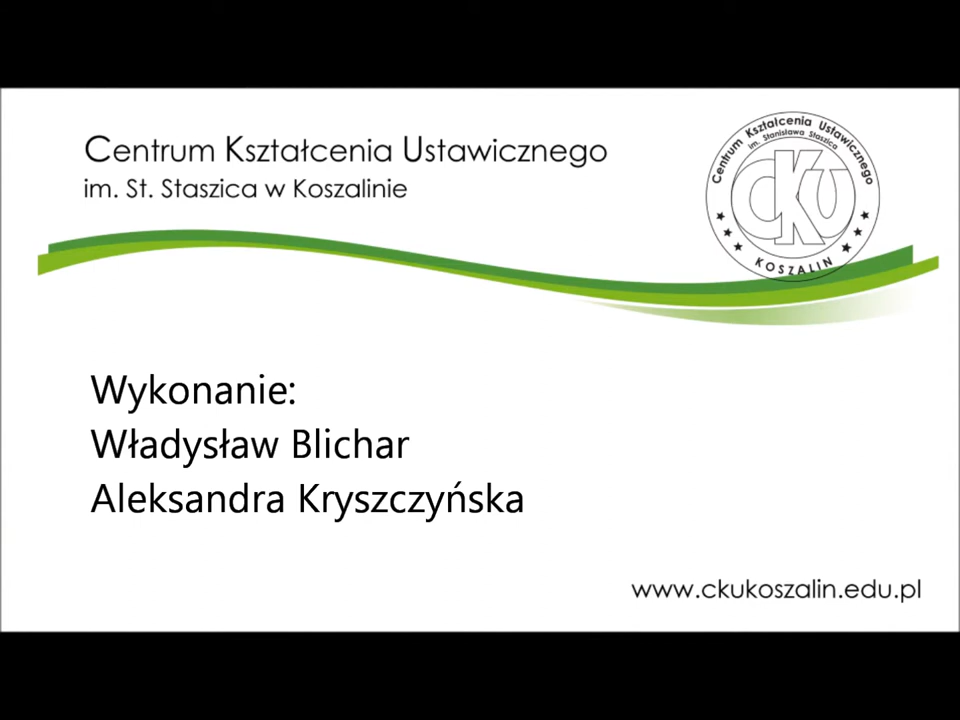 Centrum Kształcenia Ustawicznego
im. St. Staszica w Koszalinie
Centrum Kształcenia Ustawicznego
im. Stanisława Staszica
CKU
KOSZALIN
Wykonanie:
Władysław Blichar
Aleksandra Kryszczyńska
www.ckukoszalin.edu.pl